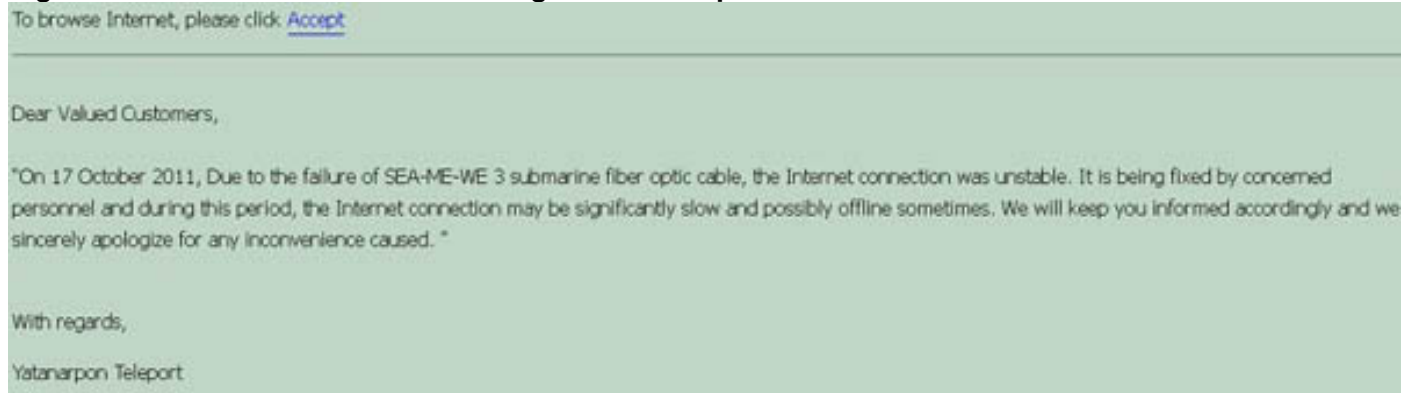 To browse Internet, please click Accept
Dear Valued Customers,
"On 17 October 2011, Due to the failure of SEA-ME-WE 3 submarine fiber optic cable, the Internet connection was unstable. It is being fixed by concerned
personnel and during this period, the Internet connection may be significantly slow and possibly offline sometimes. We will keep you informed accordingly and we
sincerely apologize for any inconvenience caused. "
With regards,
Yatanarpon Teleport